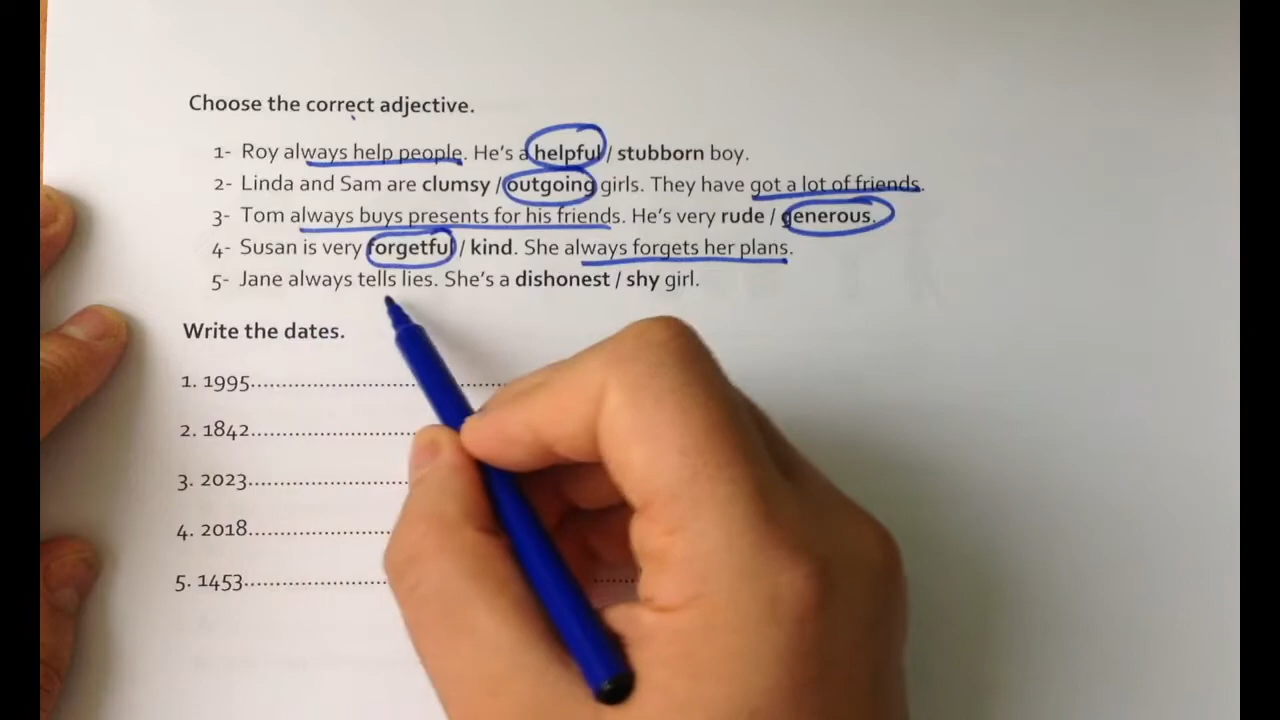 Choose the correct adjective.
1- Roy always help people. He's a helpful / stubborn boy.
2- Linda and Sam are clumsy / outgoing girls. They have got a lot of friends.
3- Tom always buys presents for his friends. He's very rude / generous.
4- Susan is very forgetful / kind. She always forgets her plans.
5- Jane always tells lies. She's a dishonest / shy girl.
Write the dates.
1. 1995..........................................
2. 1842..........................
3. 2023.........................
4. 2018......................
5. 1453......................